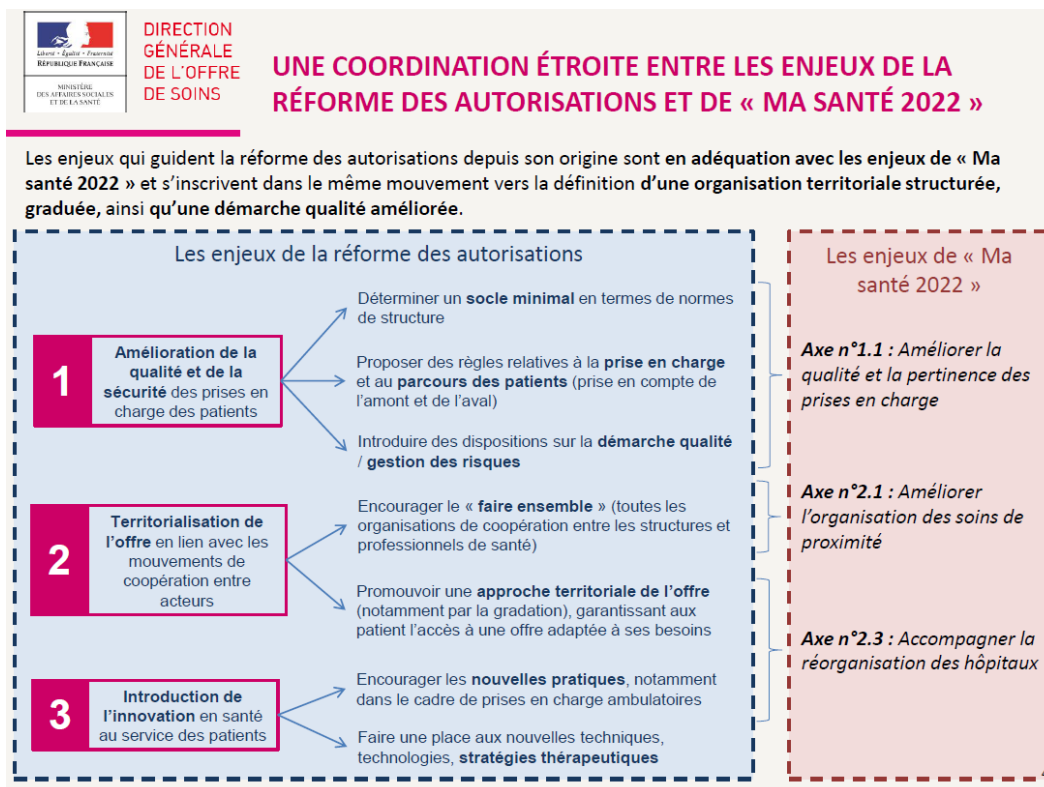 Liberté • Égalité • Fraternité
RÉPUBLIQUE FRANÇAISE
MINISTÈRE
DES AFFAIRES SOCIALES
ET DE LA SANTÉ
DIRECTION
GÉNÉRALE
DE L'OFFRE
DE SOINS
UNE COORDINATION ÉTROITE ENTRE LES ENJEUX DE LA
RÉFORME DES AUTORISATIONS ET DE « MA SANTÉ 2022 »
Les enjeux qui guident la réforme des autorisations depuis son origine sont en adéquation avec les enjeux de « Ma
santé 2022 » et s'inscrivent dans le même mouvement vers la définition d'une organisation territoriale structurée,
graduée, ainsi qu'une démarche qualité améliorée.
Les enjeux de la réforme des autorisations
1
Amélioration de la
qualité et de la
sécurité des prises en
charge des patients
Déterminer un socle minimal en termes de normes
de structure
Proposer des règles relatives à la prise en charge
et au parcours des patients (prise en compte de
l'amont et de l'aval)
Introduire des dispositions sur la démarche qualité
/ gestion des risques
2
Territorialisation de
l'offre en lien avec les
mouvements de
coopération entre
acteurs
Encourager le « faire ensemble » (toutes les
organisations de coopération entre les structures et
professionnels de santé)
Promouvoir une approche territoriale de l'offre
(notamment par la gradation), garantissant aux
patient l'accès à une offre adaptée à ses besoins
3
Introduction de
l'innovation en santé
au service des patients
Encourager les nouvelles pratiques, notamment
dans le cadre de prises en charge ambulatoires
Faire une place aux nouvelles techniques,
technologies, stratégies thérapeutiques
Les enjeux de « Ma
santé 2022 »
Axe n°1.1 : Améliorer la
qualité et la pertinence des
prises en charge
Axe n°2.1 : Améliorer
l'organisation des soins de
proximité
Axe n°2.3 : Accompagner la
réorganisation des hôpitaux